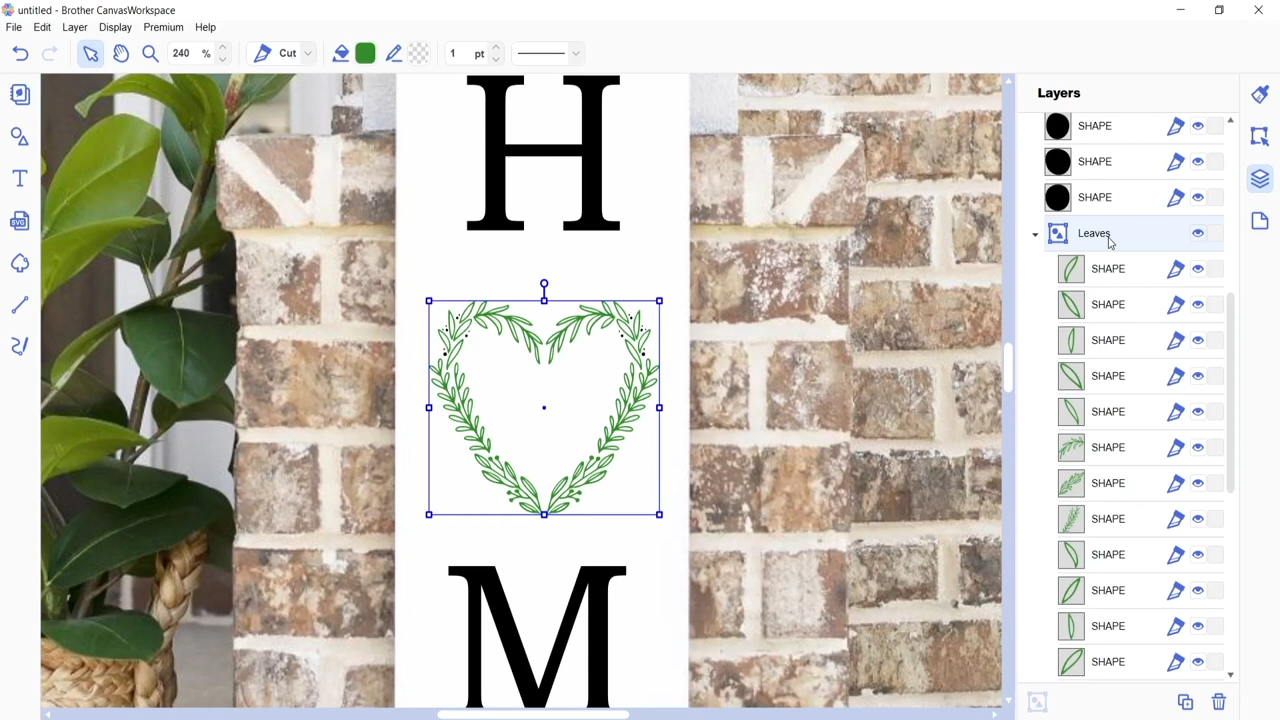 untitled - Brother CanvasWorkspace
File Edit Layer Display Premium Help
240 % Cut 1 pt
Layers
H
M
T
SVG
SHAPE
SHAPE
SHAPE
Leaves
SHAPE
SHAPE
SHAPE
SHAPE
SHAPE
SHAPE
SHAPE
SHAPE
SHAPE
SHAPE
SHAPE
SHAPE